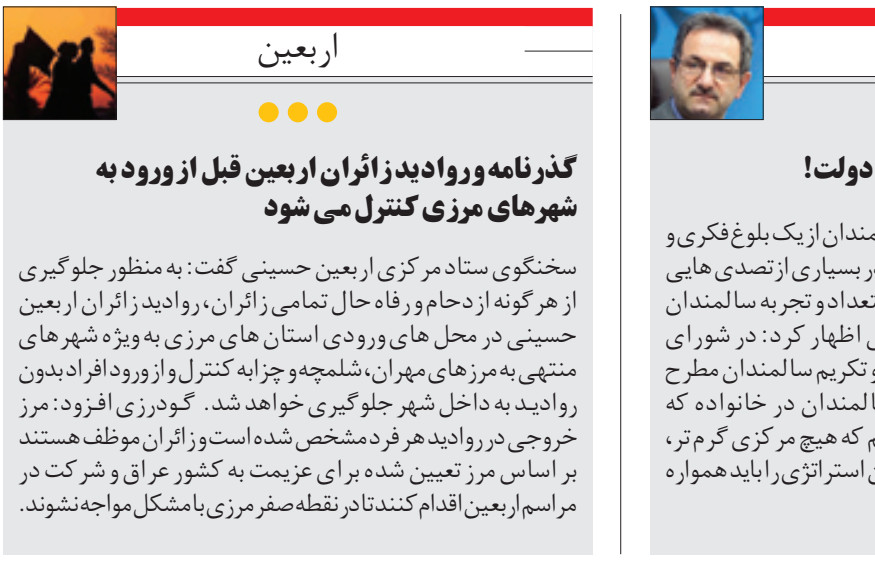 دولت!
مندان از یک بلوغ فکری و
بسیاری از تصدی هایی
تعداد و تجربه سالمندان
اظهار کرد: در شورای
و تکریم سالمندان مطرح
المندان در خانواده که
م که هیچ مرکزی گرم تر،
استراتژی را باید همواره
اربعین
گذرنامه و روادید زائران اربعین قبل از ورود به
شهرهای مرزی کنترل می شود
سخنگوی ستاد مرکزی اربعین حسینی گفت: به منظور جلوگیری
از هر گونه ازدحام و رفاه حال تمامی زائران، روادید زائران اربعین
حسینی در محل های ورودی استان های مرزی به ویژه شهرهای
منتهی به مرزهای مهران، شلمچه و چزابه کنترل و از ورود افراد بدون
روادید به داخل شهر جلوگیری خواهد شد. گودرزی افزود: مرز
خروجی در روادید هر فرد مشخص شده است و زائران موظف هستند
بر اساس مرز تعیین شده برای عزیمت به کشور عراق و شرکت در
مراسم اربعین اقدام کنند تا در نقطه صفر مرزی با مشکل مواجه نشوند.